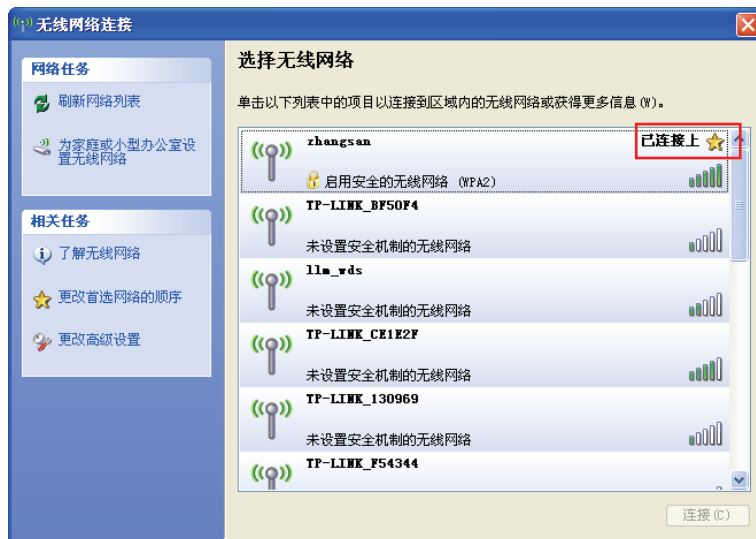 无线网络连接
网络任务
刷新网络列表
为家庭或小型办公室设
置无线网络
相关任务
了解无线网络
更改首选网络的顺序
更改高级设置
选择无线网络
单击以下列表中的项目以连接到区域内的无线网络或获得更多信息(W)。
zhangsan 已连接上
启用安全的无线网络 (WPA2)
TP-LINK_BF50F4
未设置安全机制的无线网络
llm_wds
未设置安全机制的无线网络
TP-LINK_CE1E2F
未设置安全机制的无线网络
TP-LINK_130969
未设置安全机制的无线网络
TP-LINK_F54344
连接(C)